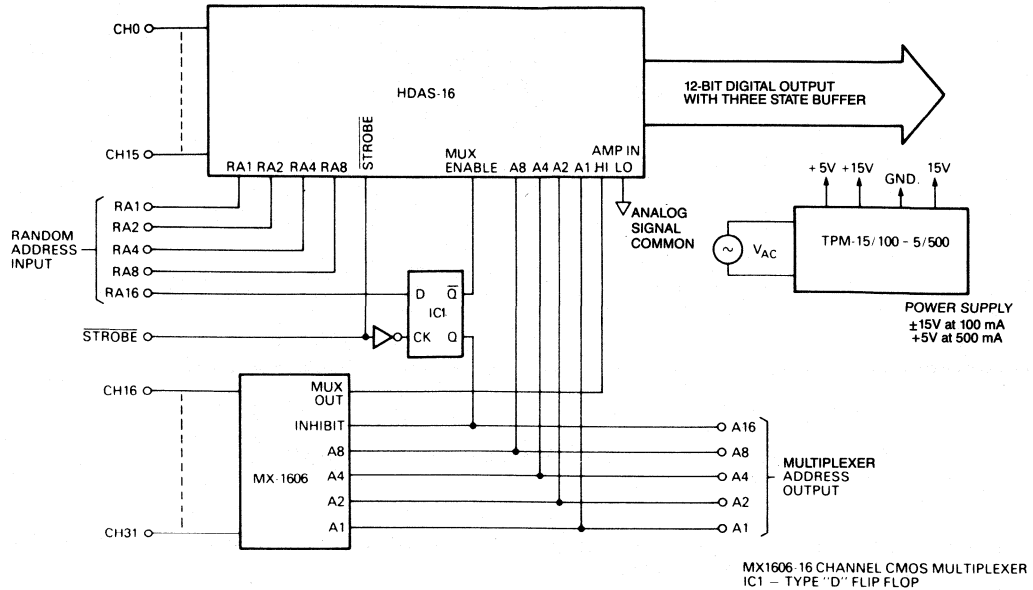 CH0
HDAS-16
12-BIT DIGITAL OUTPUT
WITH THREE STATE BUFFER
CH15
STROBE
MUX
ENABLE
AMP IN
RA1 RA2 RA4 RA8
A8 A4 A2 A1 HI LO
+5V +15V GND. 15V
RANDOM
ADDRESS
INPUT
RA1
RA2
RA4
RA8
RA16
ANALOG
SIGNAL
COMMON
VAC
TPM-15/100 - 5/500
D Q
IC1
CK Q
STROBE
POWER SUPPLY
±15V at 100 mA
+5V at 500 mA
CH16
MUX
OUT
INHIBIT
A8
MX-1606
A4
A2
A1
CH31
A16
A8
A4
A2
A1
MULTIPLEXER
ADDRESS
OUTPUT
MX1606-16 CHANNEL CMOS MULTIPLEXER
IC1 – TYPE "D" FLIP FLOP